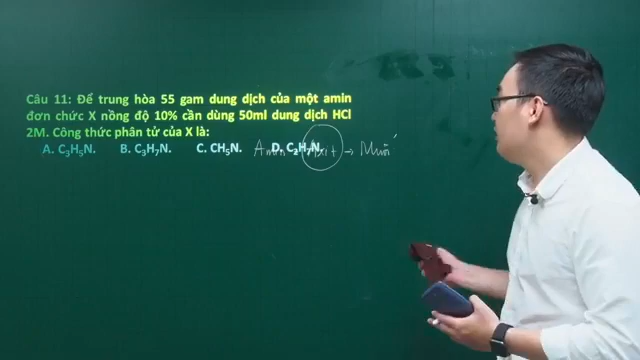 Câu 11: Để trung hòa 55 gam dung dịch của một amin
đơn chức X nồng độ 10% cần dùng 50ml dung dịch HCl
2M. Công thức phân tử của X là:
A. C₃H₅N. B. C₃H₇N. C. CH₅N. D. C₂H₇N.
Amin + Axit → Muối